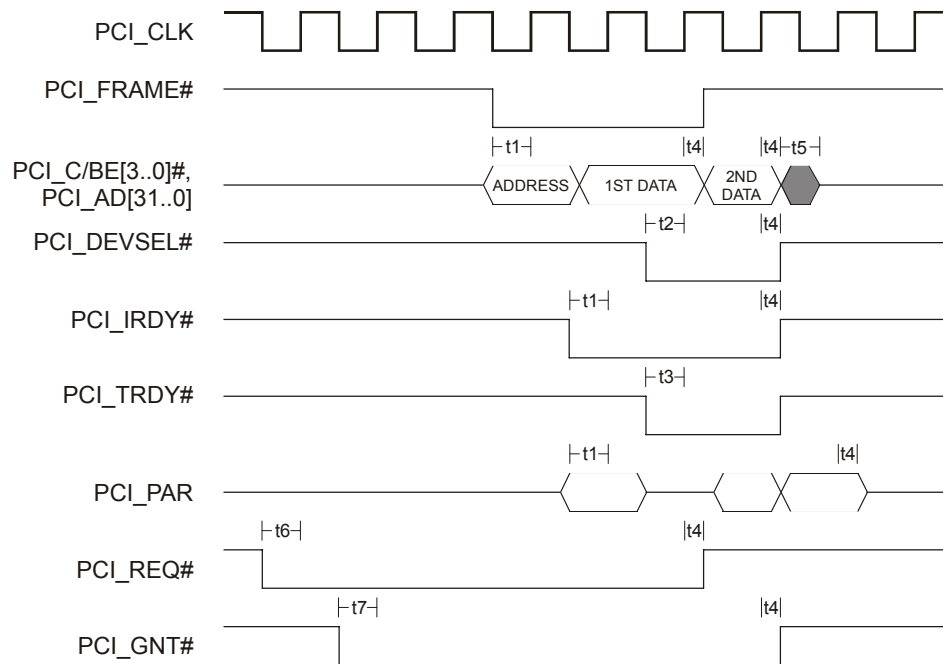 PCI_CLK
PCI_FRAME#
t1 t4 t4 t5
PCI_C/BE[3..0]#,
PCI_AD[31..0]
ADDRESS 1ST DATA 2ND
DATA
t2 t4
PCI_DEVSEL#
t1 t4
PCI_IRDY#
t3
PCI_TRDY#
t1 t4
PCI_PAR
t6 t4
PCI_REQ#
t7 t4
PCI_GNT#